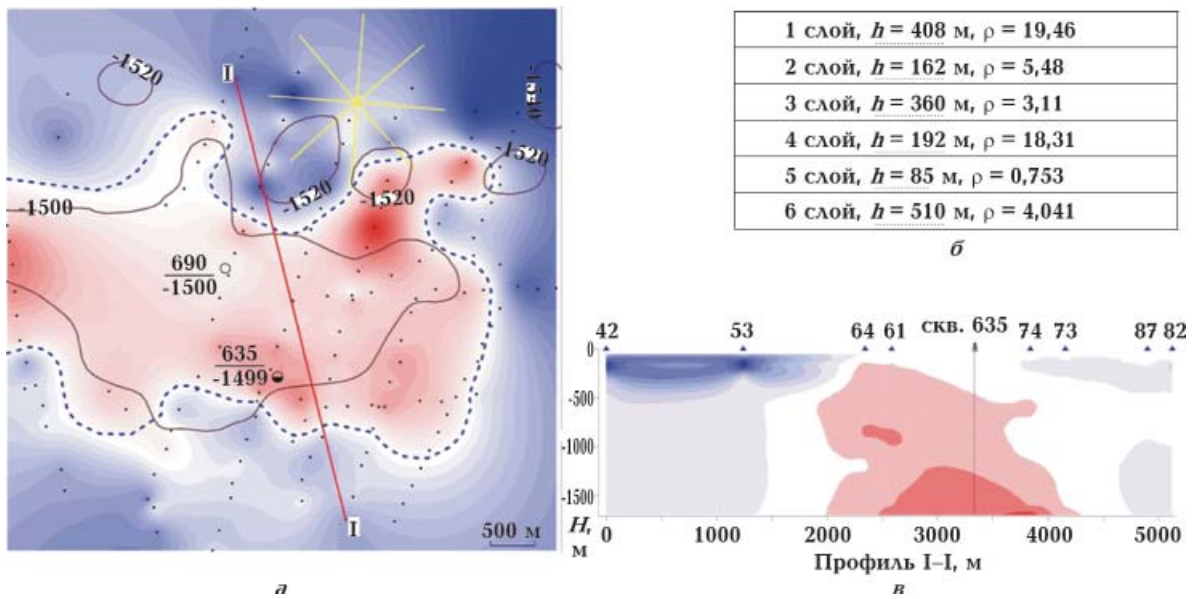 -1520
I
-1520
-1520
-1520
-1500
690
-1500
635
-1499
I
500 м
а
1 слой, h = 408 м, ρ = 19,46
2 слой, h = 162 м, ρ = 5,48
3 слой, h = 360 м, ρ = 3,11
4 слой, h = 192 м, ρ = 18,31
5 слой, h = 85 м, ρ = 0,753
6 слой, h = 510 м, ρ = 4,041
б
42 53 64 61 скв. 635 74 73 87 82
0
-500
-1000
-1500
H, м
0 1000 2000 3000 4000 5000
Профиль I–I, м
в